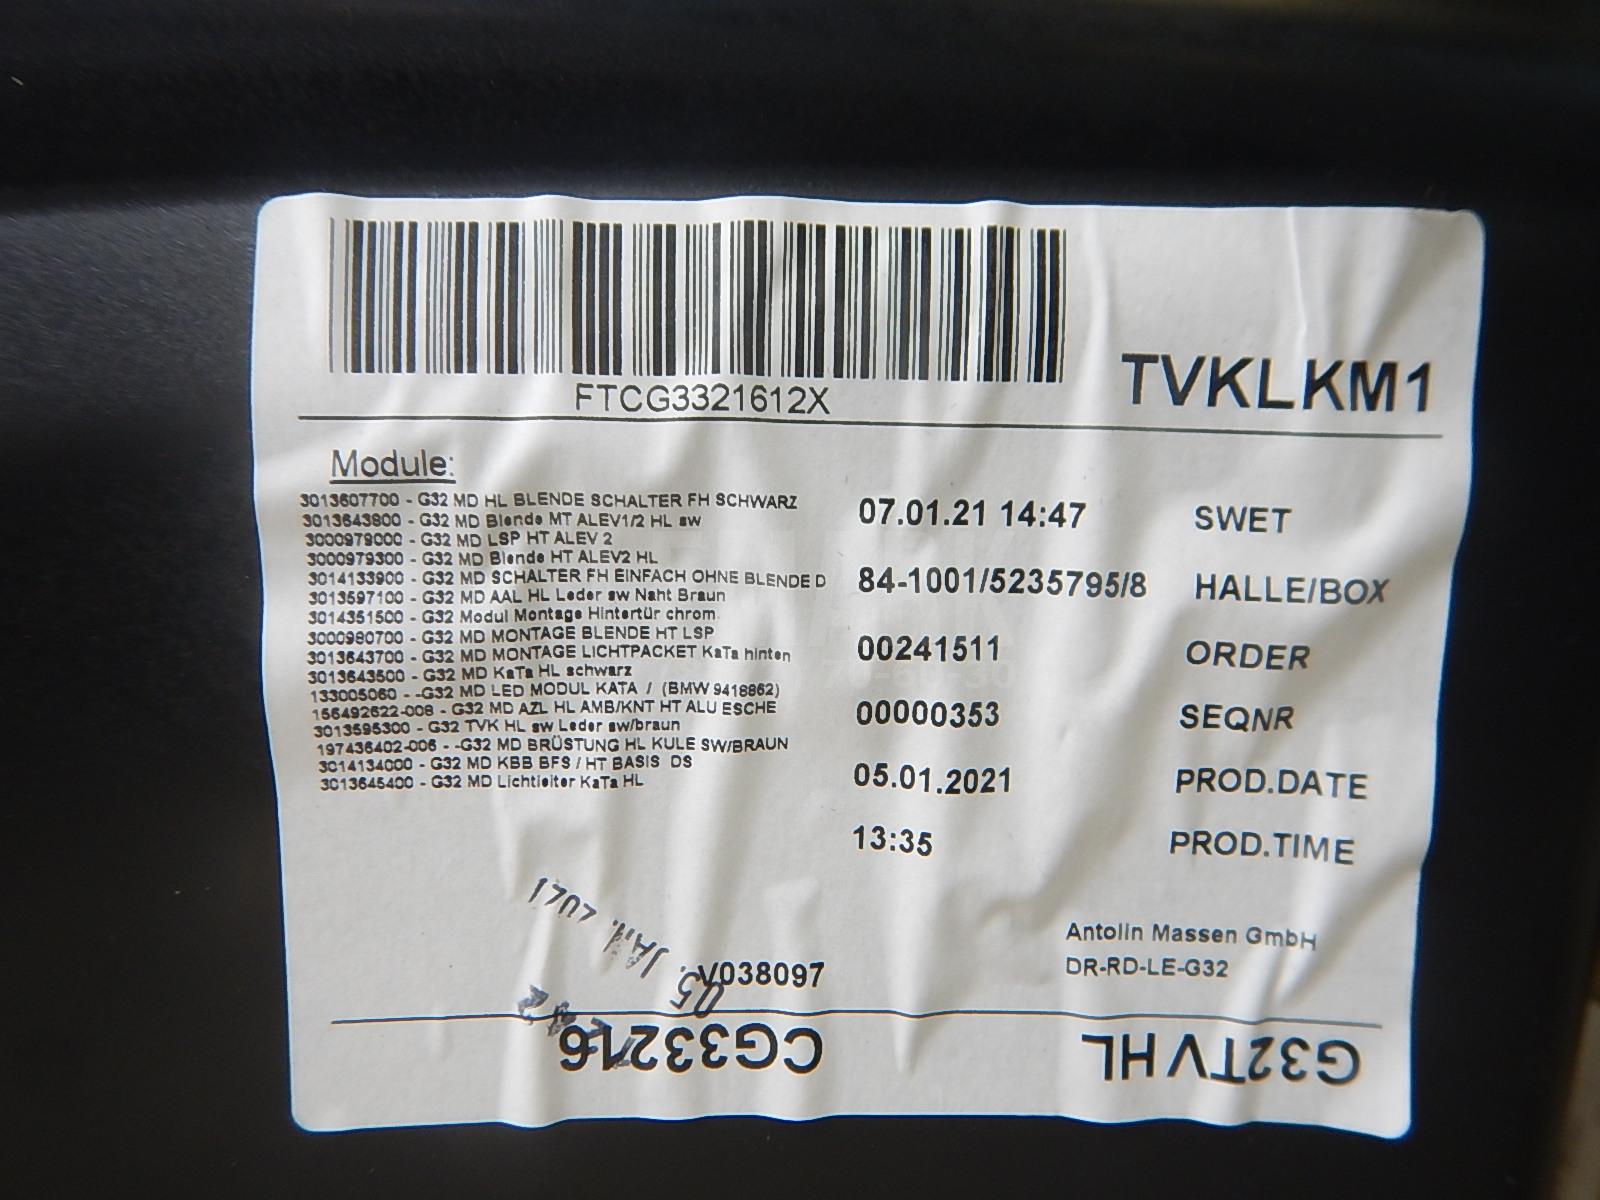 FTCG3321612X
TVKLKM1
Module:
3013607700 - G32 MD HL BLENDE SCHALTER FH SCHWARZ
3013643800 - G32 MD Blende MT ALEV1/2 HL sw
3000979000 - G32 MD LSP HT ALEV 2
3000979300 - G32 MD Blende HT ALEV2 HL
3014133900 - G32 MD SCHALTER FH EINFACH OHNE BLENDE D
3013597100 - G32 MD AAL HL Leder sw Naht Braun
3014351500 - G32 Modul Montage Hintertür chrom
3000980700 - G32 MD MONTAGE BLENDE HT LSP
3013643700 - G32 MD MONTAGE LICHTPACKET KaTa hinten
3013643500 - G32 MD KaTa HL schwarz
133005060 - -G32 MD LED MODUL KATA / (BMW 9418862)
156492622-008 - G32 MD AZL HL AMB/KNT HT ALU ESCHE
3013595300 - G32 TVK HL sw Leder sw/braun
197436402-006 - -G32 MD BRÜSTUNG HL KULE SW/BRAUN
3014134000 - G32 MD KBB BFS / HT BASIS DS
3013645400 - G32 MD Lichtleiter KaTa HL
07.01.21 14:47 SWET
84-1001/5235795/8 HALLE/BOX
00241511 ORDER
00000353 SEQNR
05.01.2021 PROD.DATE
13:35 PROD.TIME
Antolin Massen GmbH
DR-RD-LE-G32
05. JAN. 2021
V038097
CG33216
G32TVHL